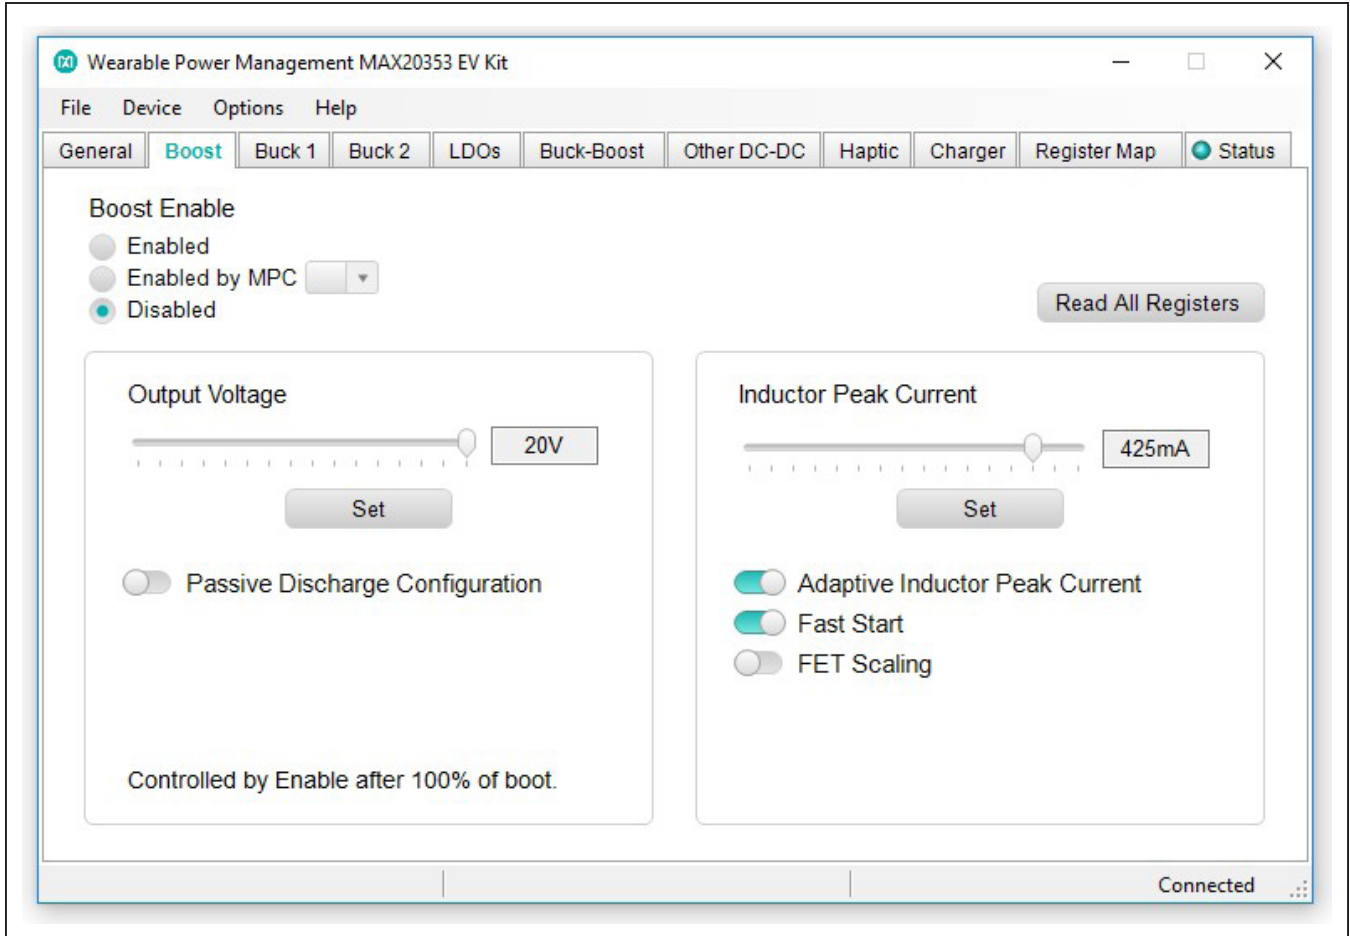 Wearable Power Management MAX20353 EV Kit
File Device Options Help
General Boost Buck 1 Buck 2 LDOs Buck-Boost Other DC-DC Haptic Charger Register Map Status
Boost Enable
Enabled
Enabled by MPC
Disabled
Read All Registers
Output Voltage
20V
Set
Passive Discharge Configuration
Controlled by Enable after 100% of boot.
Inductor Peak Current
425mA
Set
Adaptive Inductor Peak Current
Fast Start
FET Scaling
Connected